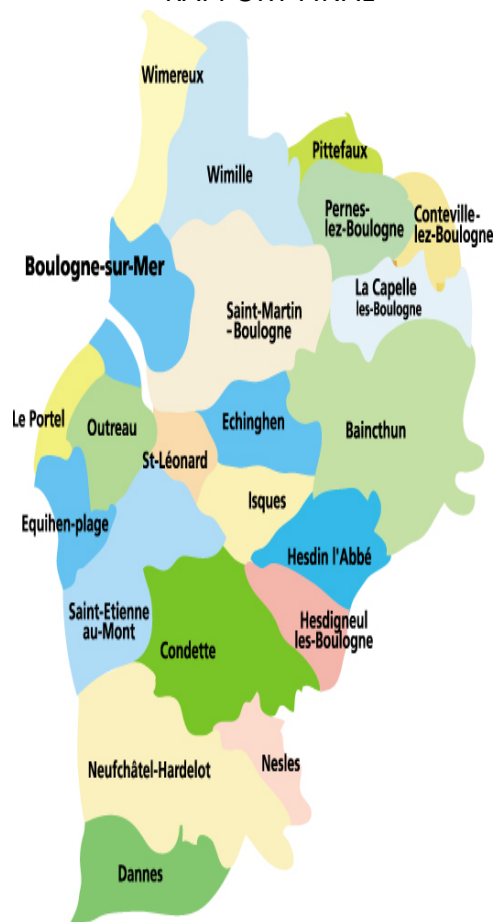 RAPPORT FINAL
Wimereux
Wimille
Pittefaux
Pernes-
lez-Boulogne
Conteville-
lez-Boulogne
Boulogne-sur-Mer
La Capelle
les-Boulogne
Saint-Martin
-Boulogne
Le Portel
Outreau
Echinghen
Baincthun
St-Léonard
Isques
Equihen-plage
Hesdin l'Abbé
Saint-Etienne
au-Mont
Hesdigneul
les-Boulogne
Condette
Neufchâtel-Hardelot
Nesles
Dannes